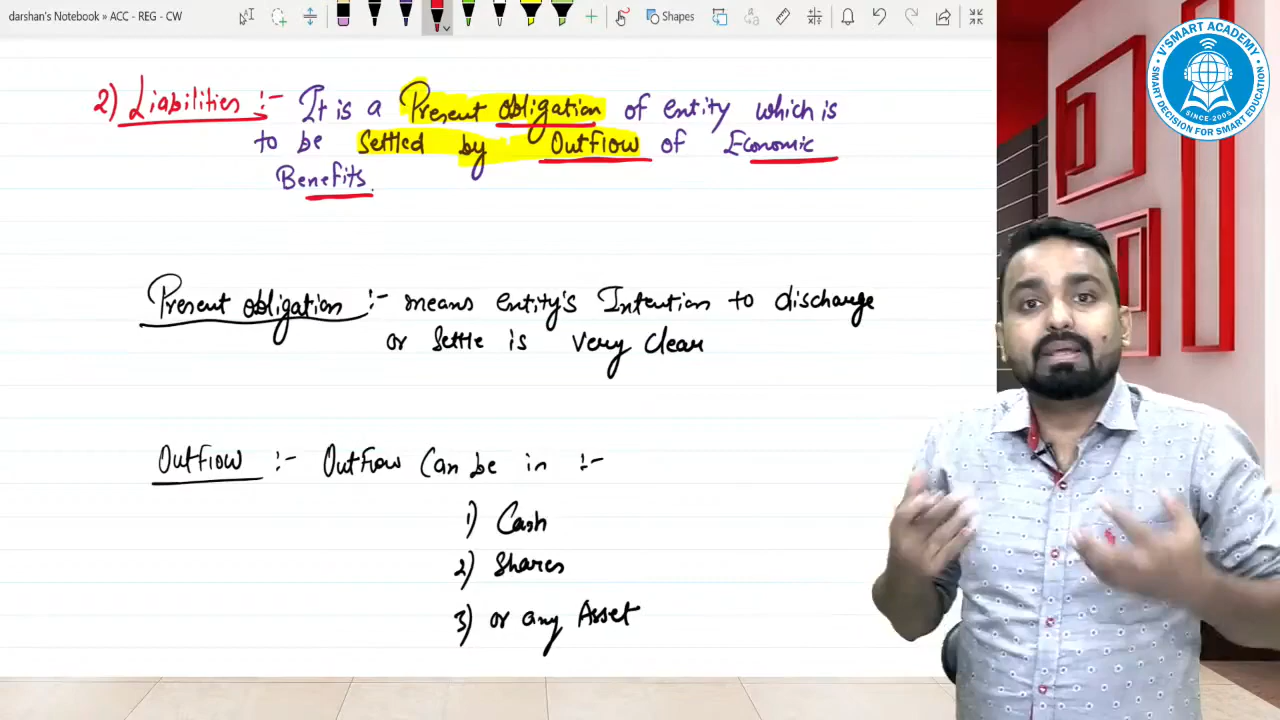 darshan's Notebook » ACC - REG - CW
Shapes
2) Liabilities :- It is a Present obligation of entity which is
to be Settled by Outflow of Economic
Benefits.
Present obligation :- means entity's Intention to discharge
or Settle is very clear
Outflow :- Outflow Can be in :-
1) Cash
2) Shares
3) or any Asset
V'SMART ACADEMY
SINCE-2005
SMART DECISION FOR SMART EDUCATION